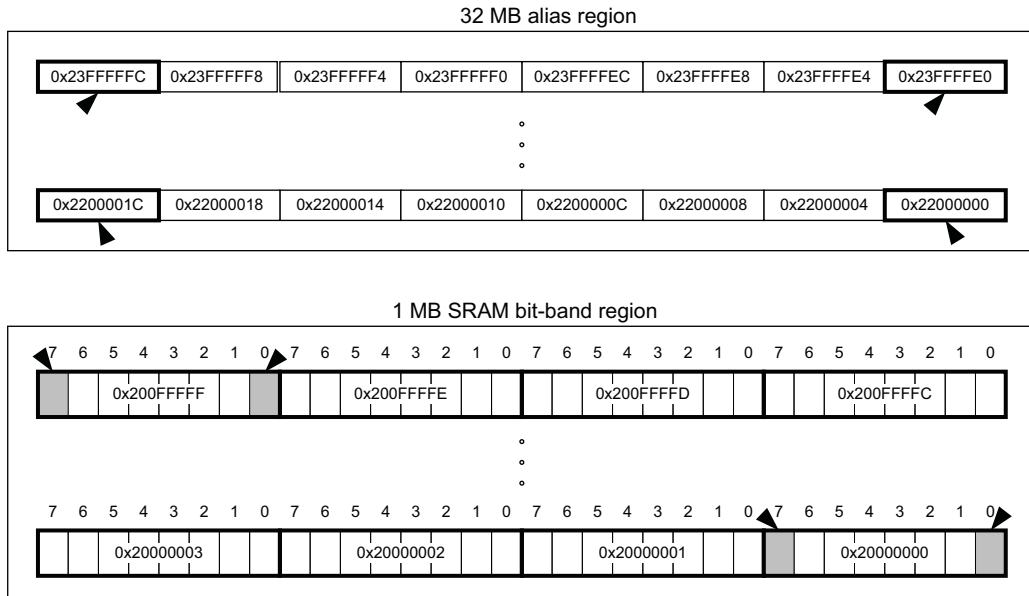 32 MB alias region
0x23FFFFFC 0x23FFFFF8 0x23FFFFF4 0x23FFFFF0 0x23FFFFEC 0x23FFFFE8 0x23FFFFE4 0x23FFFFE0
0x2200001C 0x22000018 0x22000014 0x22000010 0x2200000C 0x22000008 0x22000004 0x22000000
1 MB SRAM bit-band region
7 6 5 4 3 2 1 0 7 6 5 4 3 2 1 0 7 6 5 4 3 2 1 0 7 6 5 4 3 2 1 0
0x200FFFFF 0x200FFFFE 0x200FFFFD 0x200FFFFC
7 6 5 4 3 2 1 0 7 6 5 4 3 2 1 0 7 6 5 4 3 2 1 0 7 6 5 4 3 2 1 0
0x20000003 0x20000002 0x20000001 0x20000000